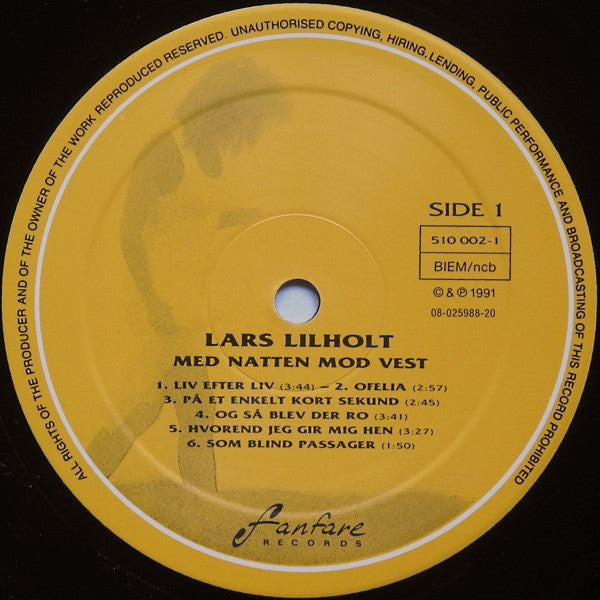 ALL RIGHTS OF THE PRODUCER AND OF THE OWNER OF THE WORK REPRODUCED RESERVED. UNAUTHORISED COPYING, HIRING, LENDING, PUBLIC PERFORMANCE AND BROADCASTING OF THIS RECORD PROHIBITED
SIDE 1
510 002-1
BIEM/ncb
© & ℗ 1991
08-025988-20
LARS LILHOLT
MED NATTEN MOD VEST
1. LIV EFTER LIV (3:44) – 2. OFELIA (2:57)
3. PÅ ET ENKELT KORT SEKUND (2:45)
4. OG SÅ BLEV DER RO (3:41)
5. HVOREND JEG GIR MIG HEN (3:27)
6. SOM BLIND PASSAGER (1:50)
fanfare
RECORDS